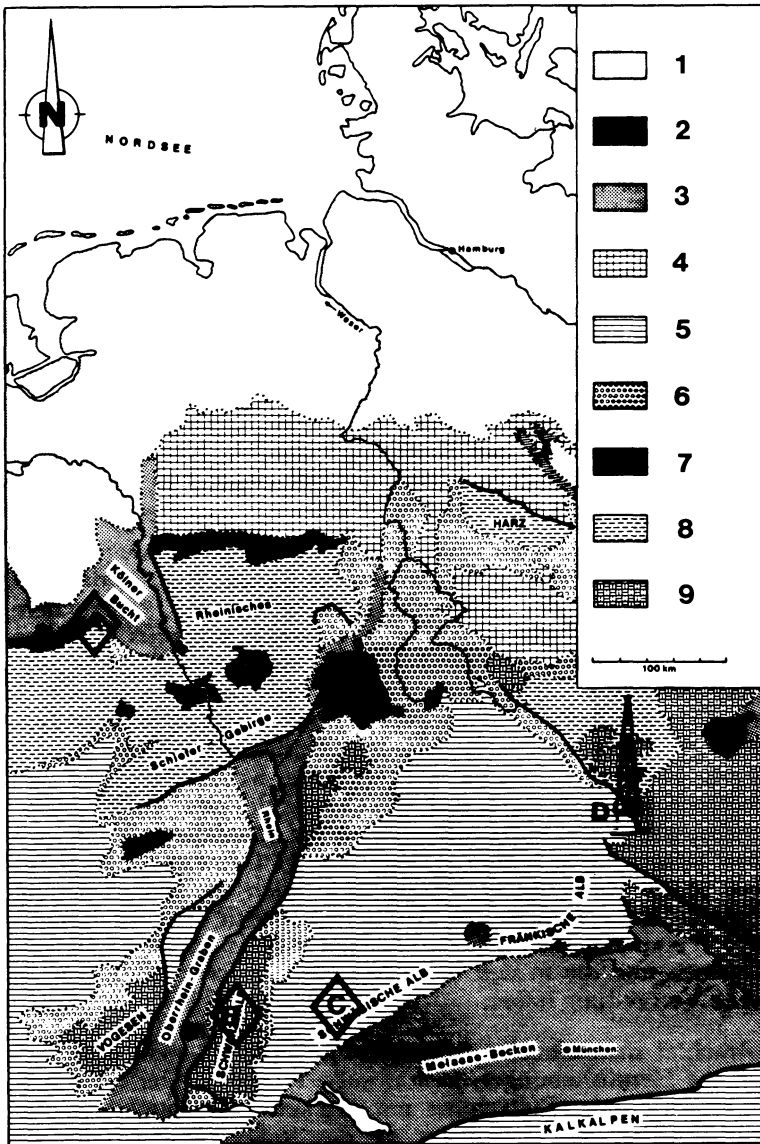 N
NORDSEE
Hamburg
Weser
1
2
3
4
5
6
7
8
9
100 km
HARZ
Kölner
Bucht
Rheinisches
Schiefer-Gebirge
Rhein
D
FRÄNKISCHE ALB
Oberrhein-Graben
VOGESEN
C
ALB
Molasse-Becken
München
KALKALPEN